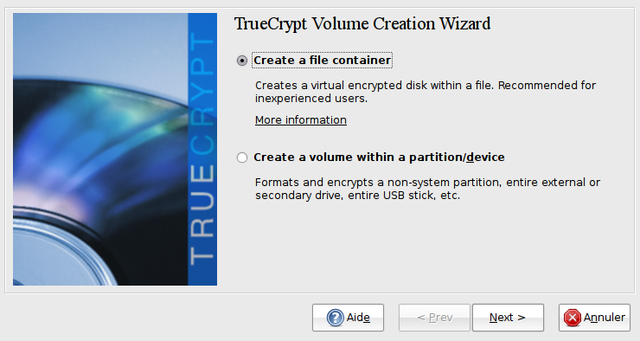 TrueCrypt Volume Creation Wizard
Create a file container
Creates a virtual encrypted disk within a file. Recommended for
inexperienced users.
More information
Create a volume within a partition/device
Formats and encrypts a non-system partition, entire external or
secondary drive, entire USB stick, etc.
TRUECRYPT
Aide
< Prev
Next >
Annuler